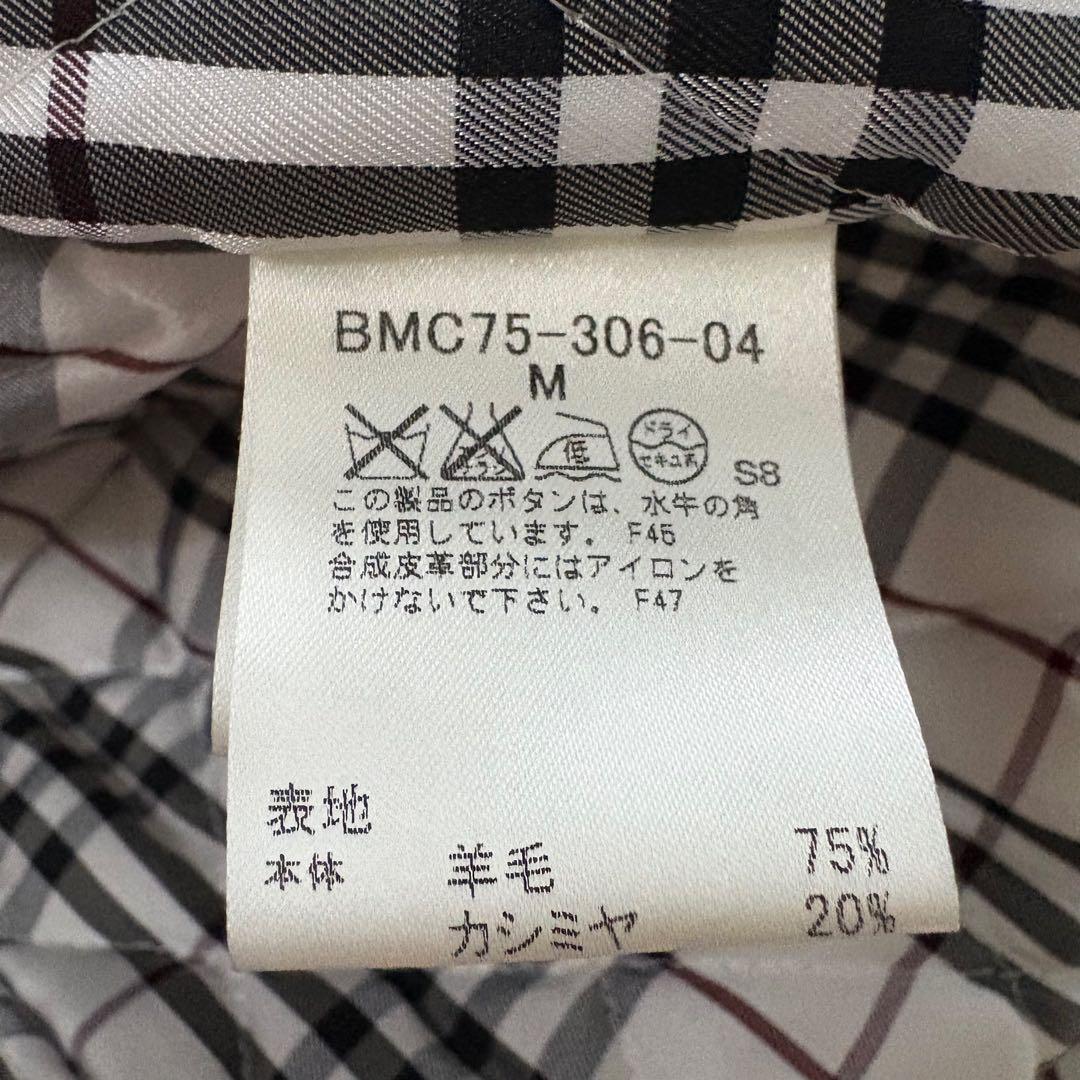 BMC75-306-04
M
低
ドライ
セキユ系
S8
この製品のボタンは、水牛の角
を使用しています。 F46
合成皮革部分にはアイロンを
かけないで下さい。 F47
表地
本体 羊毛 75%
カシミヤ 20%